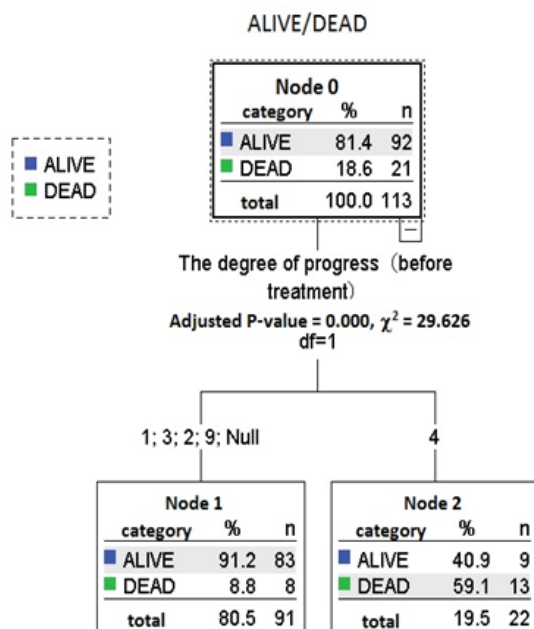 ALIVE/DEAD
ALIVE
DEAD
Node 0
category % n
ALIVE 81.4 92
DEAD 18.6 21
total 100.0 113
The degree of progress（before
treatment）
Adjusted P-value = 0.000, χ² = 29.626
df=1
1; 3; 2; 9; Null
4
Node 1
category % n
ALIVE 91.2 83
DEAD 8.8 8
total 80.5 91
Node 2
category % n
ALIVE 40.9 9
DEAD 59.1 13
total 19.5 22